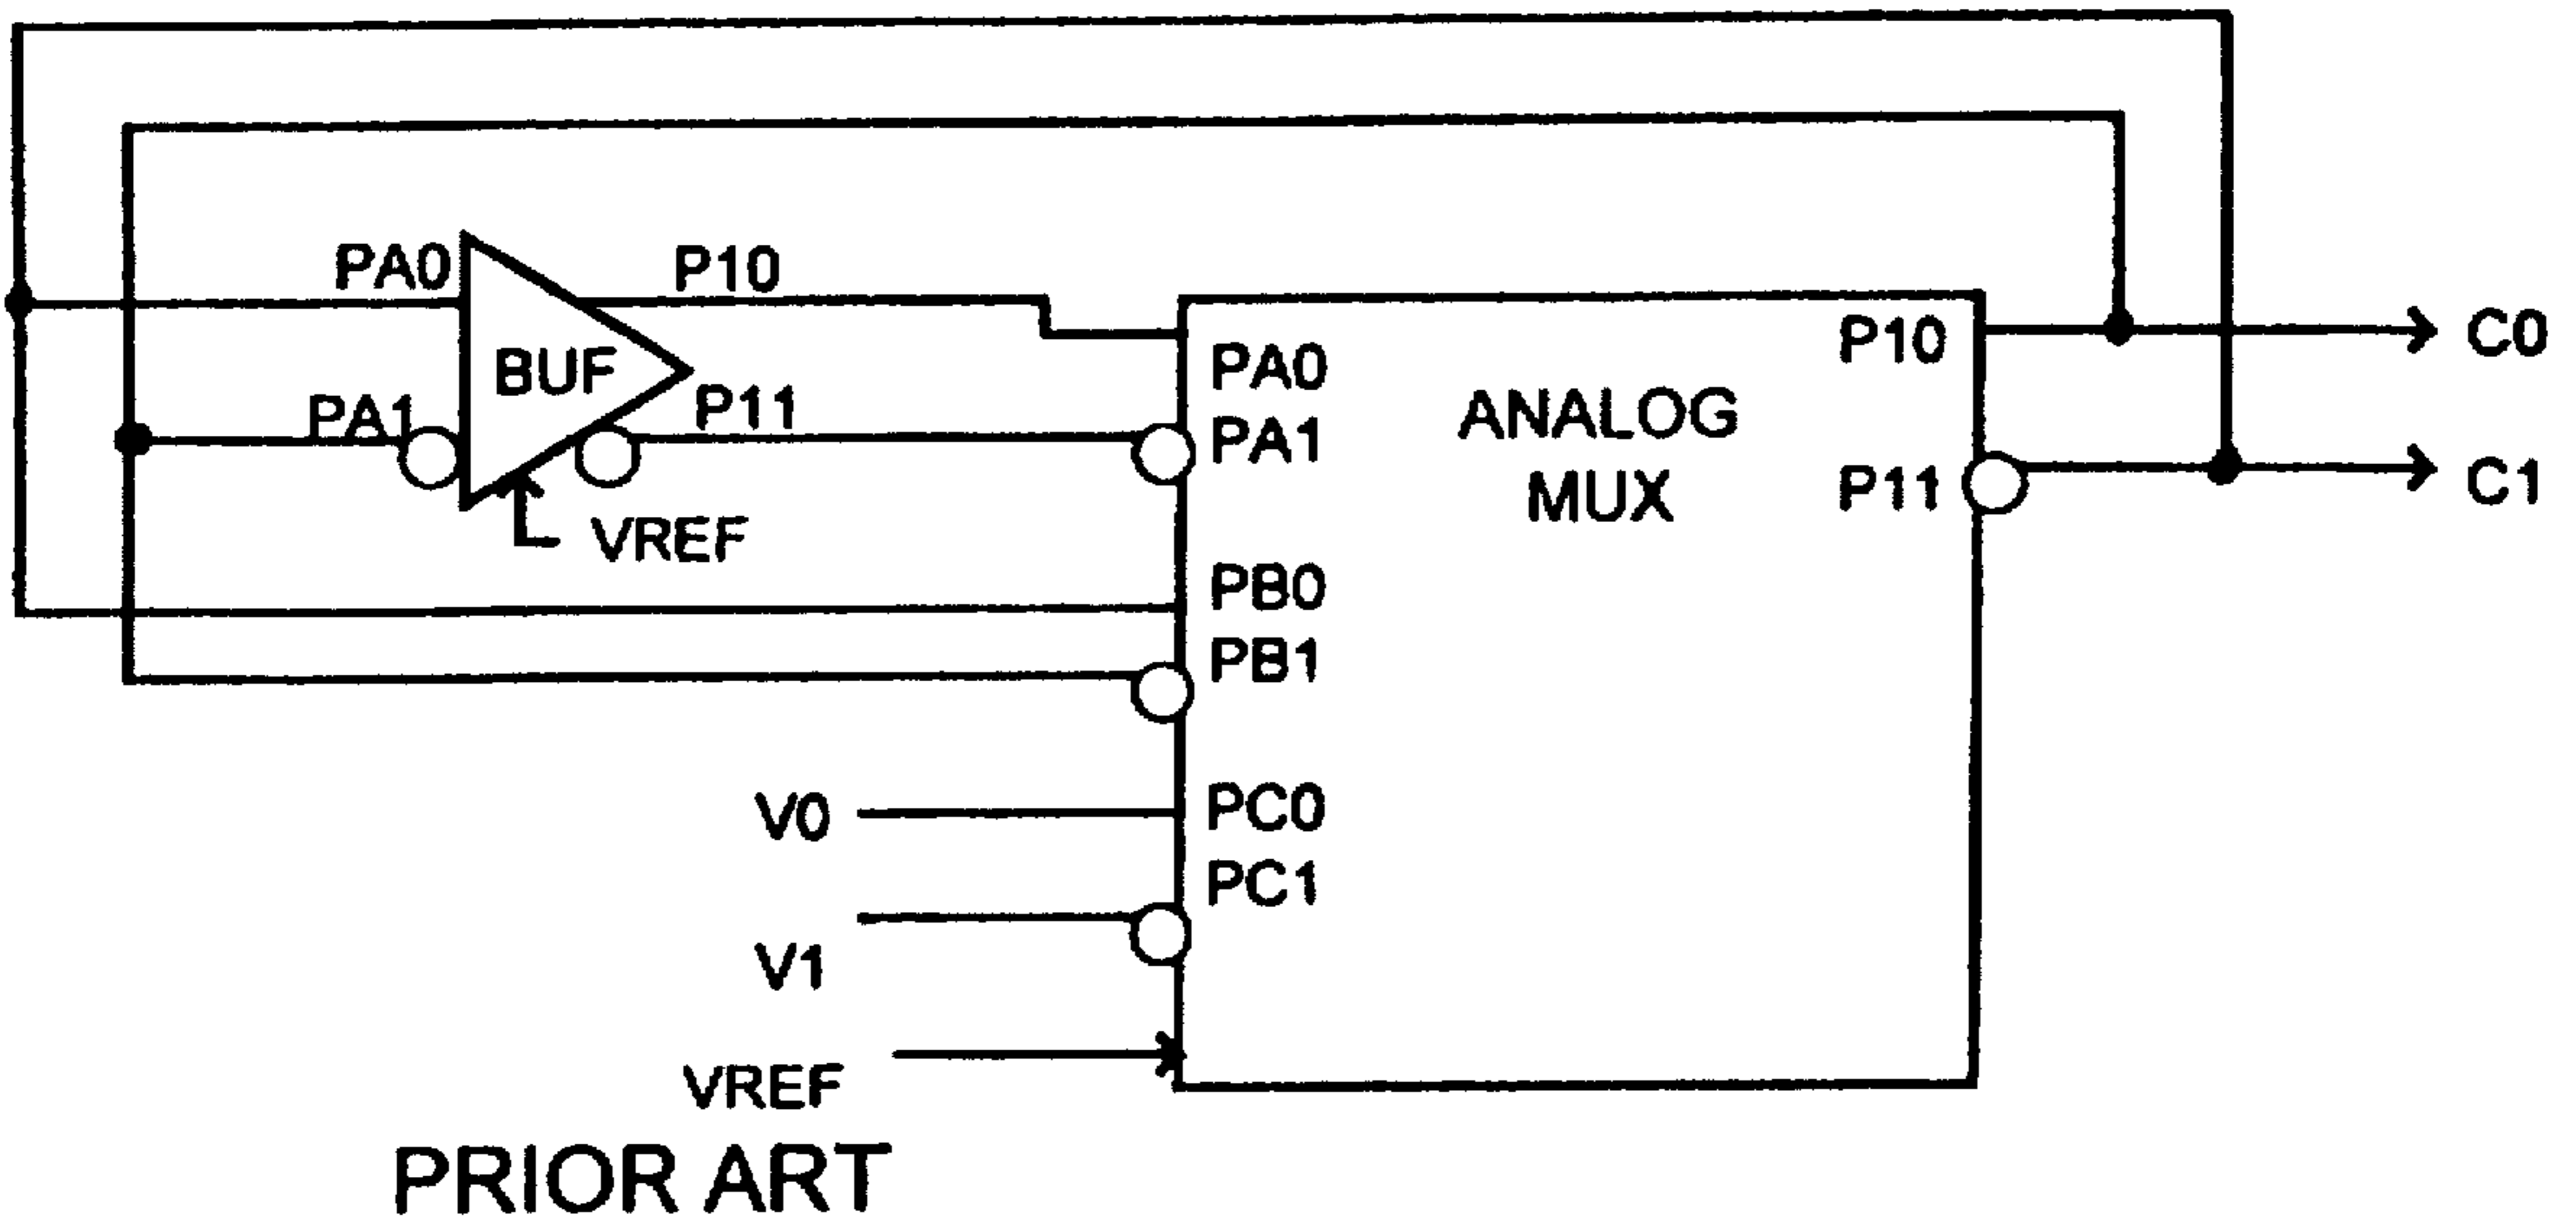 PA0
P10
BUF
PA1
P11
VREF
PA0
PA1
PB0
PB1
PC0
PC1
ANALOG
MUX
P10
P11
C0
C1
V0
V1
VREF
PRIOR ART